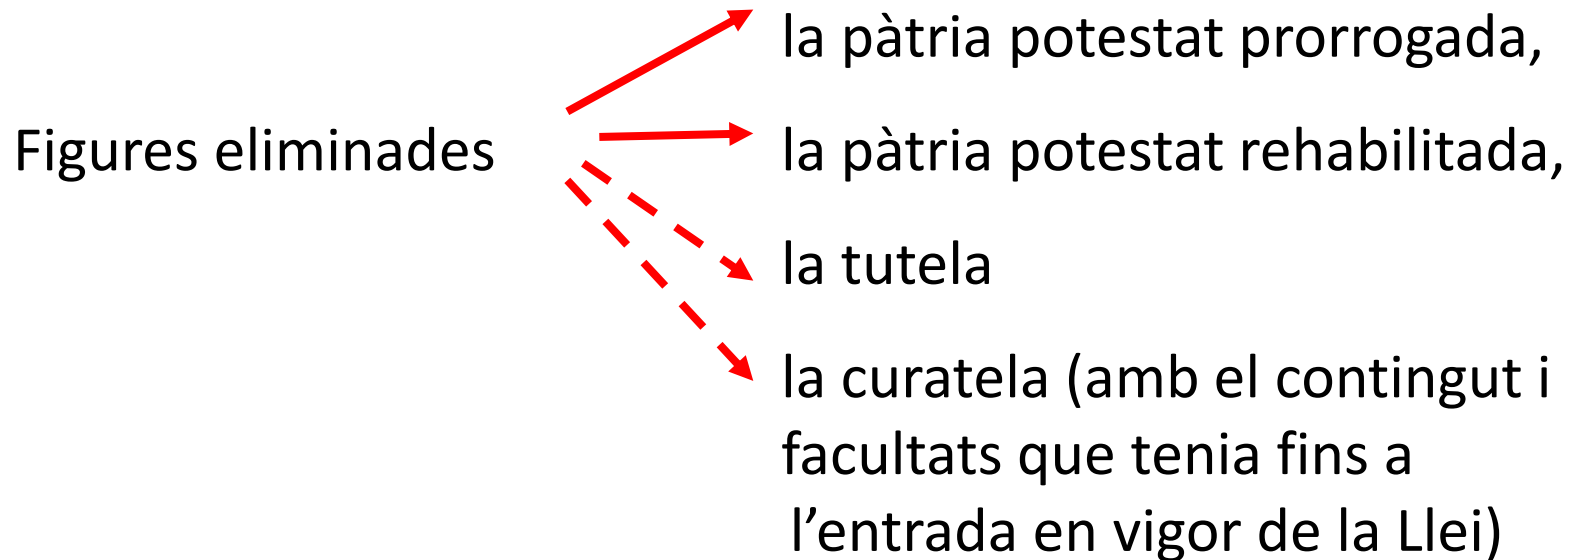 Figures eliminades
la pàtria potestat prorrogada,
la pàtria potestat rehabilitada,
la tutela
la curatela (amb el contingut i
facultats que tenia fins a
l’entrada en vigor de la Llei)